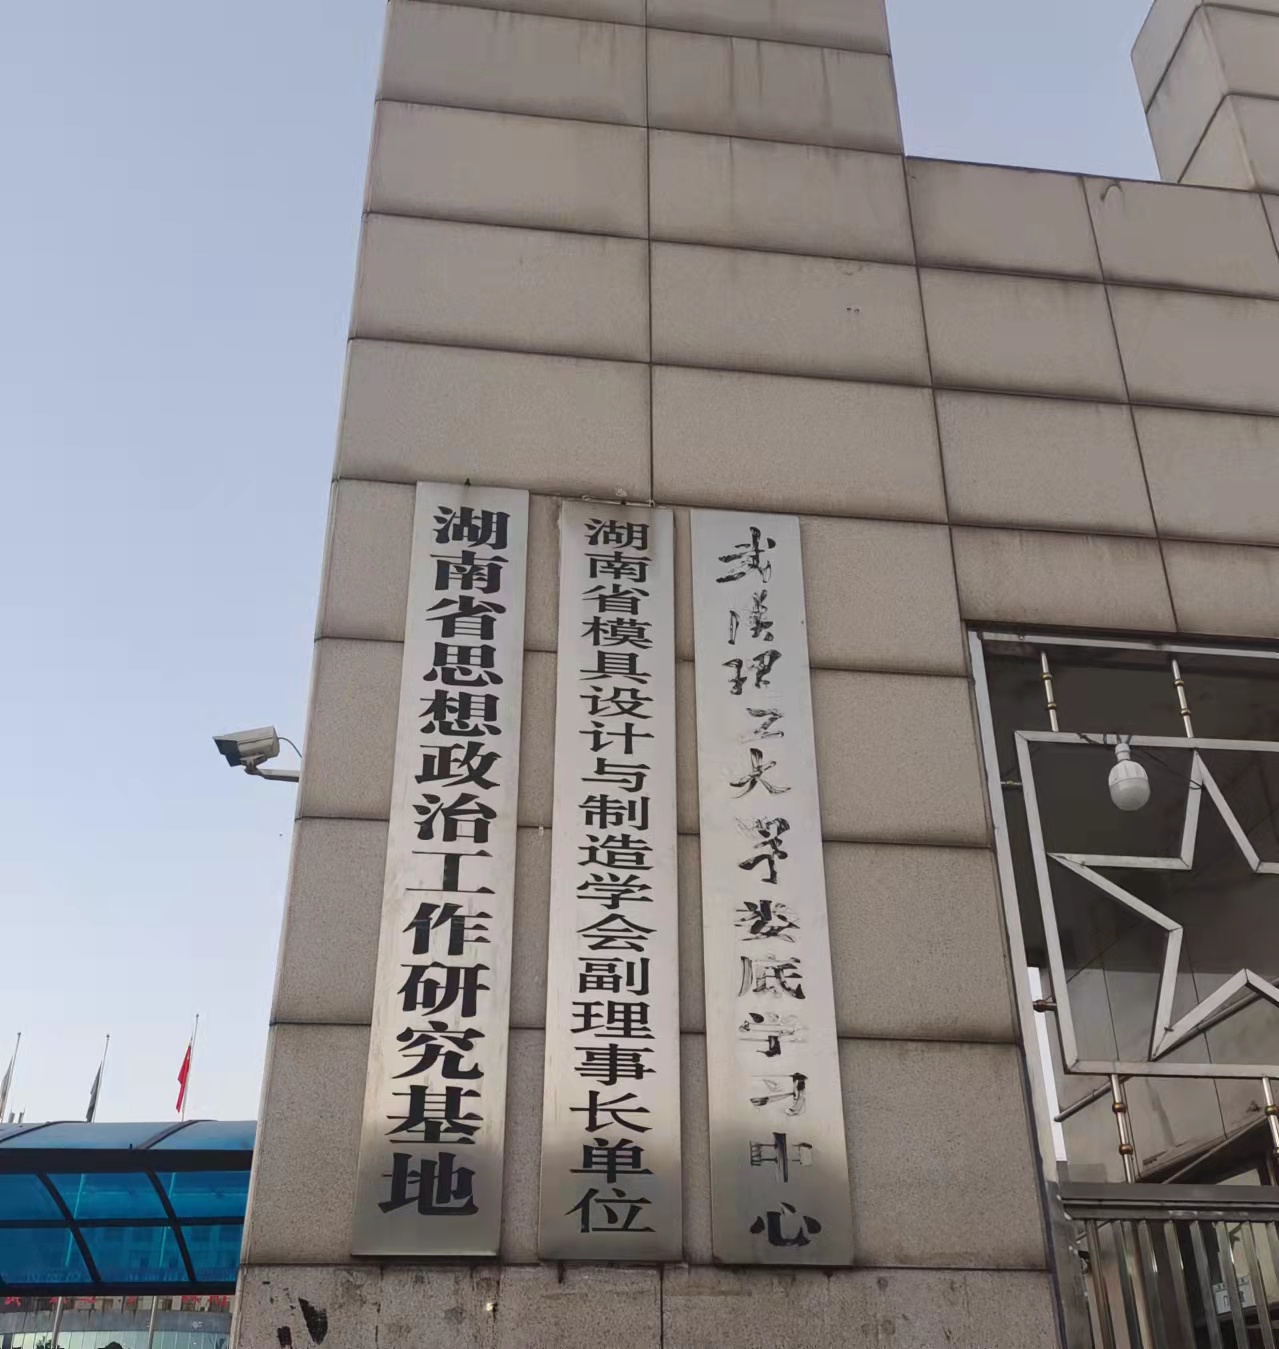 湖南省思想政治工作研究基地
湖南省模具设计与制造学会副理事长单位
武汉理工大学娄底学习中心